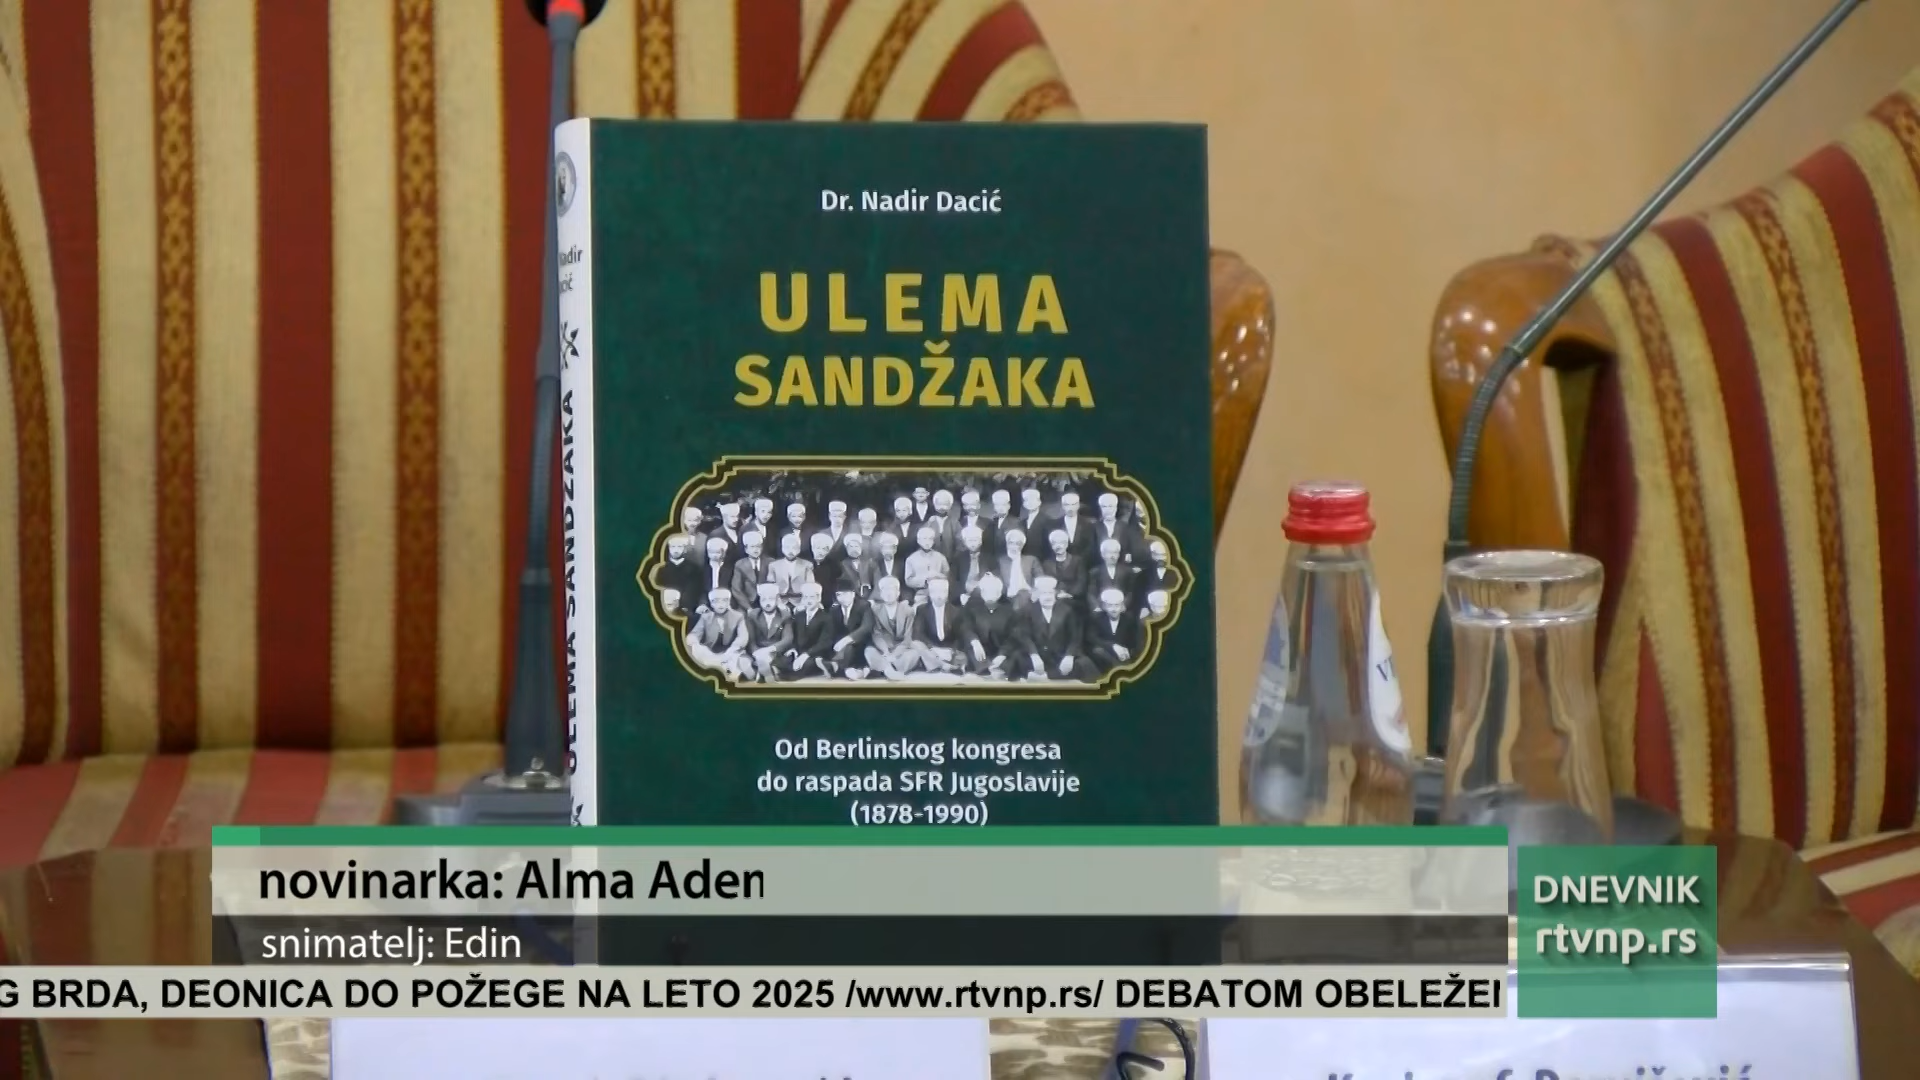 Dr. Nadir Dacić
ULEMA
SANDŽAKA
Od Berlinskog kongresa
do raspada SFR Jugoslavije
(1878-1990)
ULEMA SANDŽAKA
novinarka: Alma Aden
snimatelj: Edin
G BRDA, DEONICA DO POŽEGE NA LETO 2025 /www.rtvnp.rs/ DEBATOM OBELEŽEN
DNEVNIK
rtvnp.rs